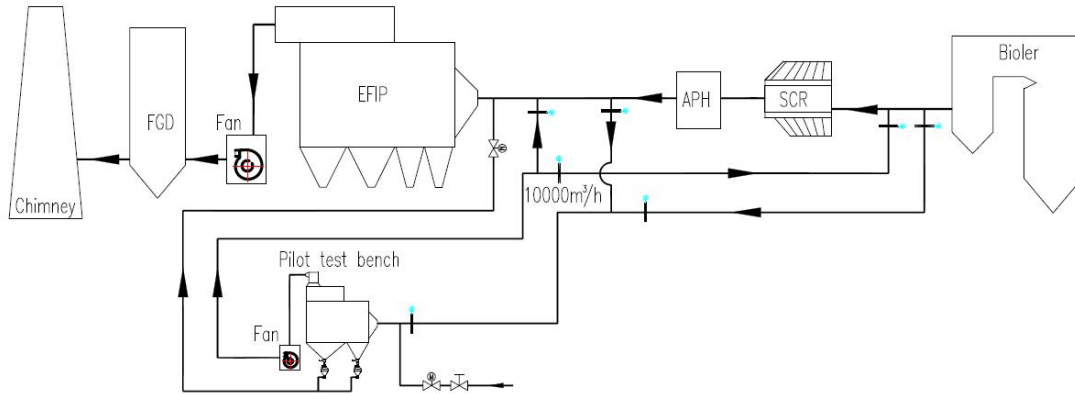 Bioler
EFIP
APH
SCR
FGD
Fan
10000m³/h
Chimney
Pilot test bench
Fan